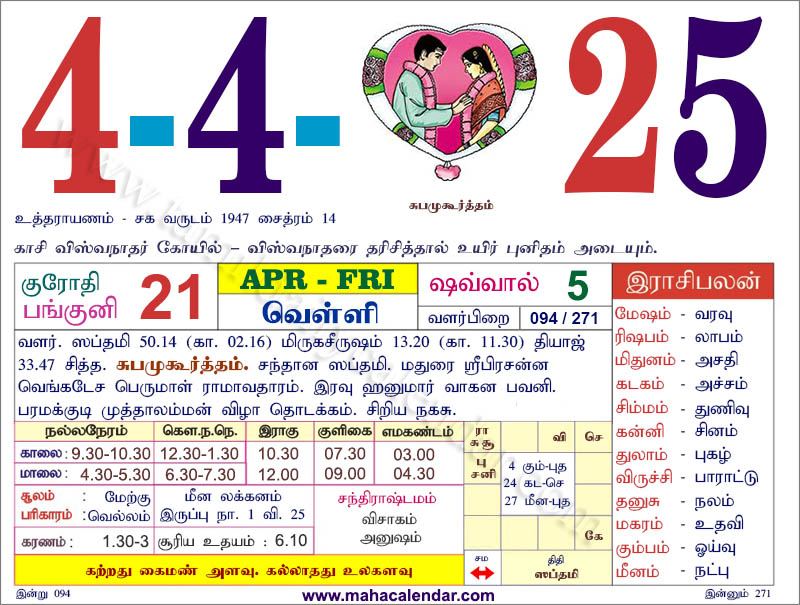 4-4- 25
சுபமுகூர்த்தம்
உத்தராயணம் - சக வருடம் 1947 சைத்ரம் 14
காசி விஸ்வநாதர் கோயில் – விஸ்வநாதரை தரிசித்தால் உயிர் புனிதம் அடையும்.
குரோதி
பங்குனி 21
APR - FRI
வெள்ளி
ஷவ்வால் 5
வளர்பிறை 094 / 271
வளர். ஸப்தமி 50.14 (கா. 02.16) மிருகசீருஷம் 13.20 (கா. 11.30) தியாஜ்
33.47 சித்த. சுபமுகூர்த்தம். சந்தான ஸப்தமி. மதுரை ஸ்ரீபிரசன்ன
வெங்கடேச பெருமாள் ராமாவதாரம். இரவு ஹனுமார் வாகன பவனி.
பரமக்குடி முத்தாலம்மன் விழா தொடக்கம். சிறிய நகசு.
நல்லநேரம் கௌ.ந.நெ. இராகு குளிகை எமகண்டம்
காலை: 9.30-10.30 12.30-1.30 10.30 07.30 03.00
மாலை: 4.30-5.30 6.30-7.30 12.00 09.00 04.30
சூலம் : மேற்கு
பரிகாரம் : வெல்லம்
மீன லக்கனம்
இருப்பு நா. 1 வி. 25
சந்திராஷ்டமம்
விசாகம்
அனுஷம்
கரணம்: 1.30-3 சூரிய உதயம் : 6.10
கற்றது கைமண் அளவு. கல்லாதது உலகளவு
ரா
சு சூ
பு
சனி
வி
செ
4 கும்-புத
24 கட-செ
27 மீன-புத
கே
சம
திதி
ஸப்தமி
இராசிபலன்
மேஷம் - வரவு
ரிஷபம் - லாபம்
மிதுனம் - அசதி
கடகம் - அச்சம்
சிம்மம் - துணிவு
கன்னி - சினம்
துலாம் - புகழ்
விருச்சி - பாராட்டு
தனுசு - நலம்
மகரம் - உதவி
கும்பம் - ஓய்வு
மீனம் - நட்பு
இன்று 094
www.mahacalendar.com
இன்னும் 271